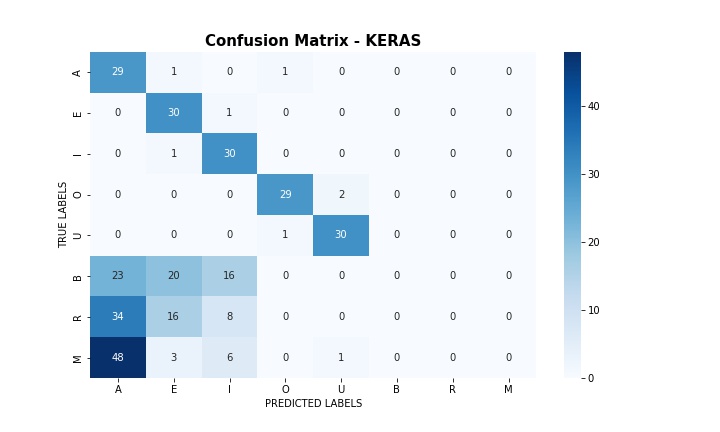 Confusion Matrix - KERAS
A 29 1 0 1 0 0 0 0
E 0 30 1 0 0 0 0 0
I 0 1 30 0 0 0 0 0
O 0 0 0 29 2 0 0 0
U 0 0 0 1 30 0 0 0
B 23 20 16 0 0 0 0 0
R 34 16 8 0 0 0 0 0
M 48 3 6 0 1 0 0 0
A E I O U B R M
TRUE LABELS
PREDICTED LABELS
40
30
20
10
0